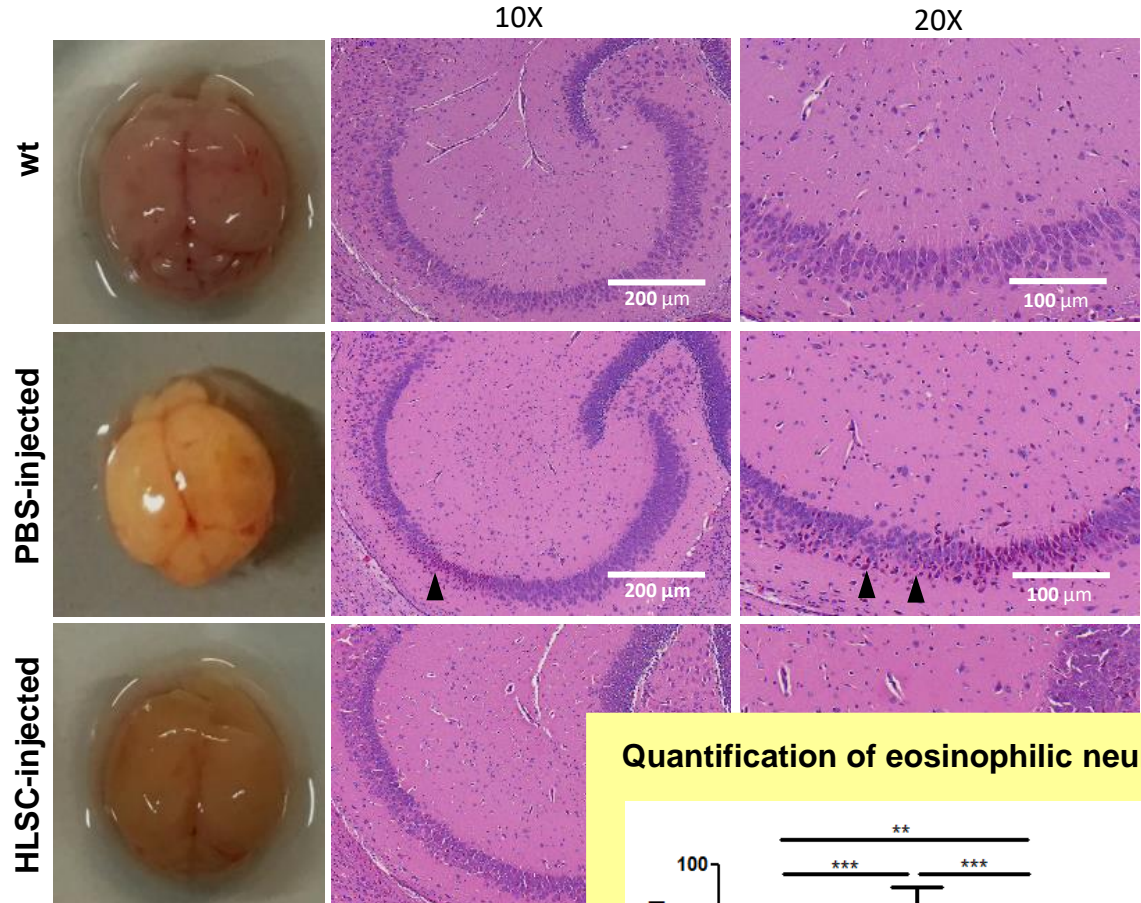 10X 20X
wt
200 µm
100 µm
PBS-injected
200 µm
100 µm
HLSC-injected
Quantification of eosinophilic neu
**
*** ***
100